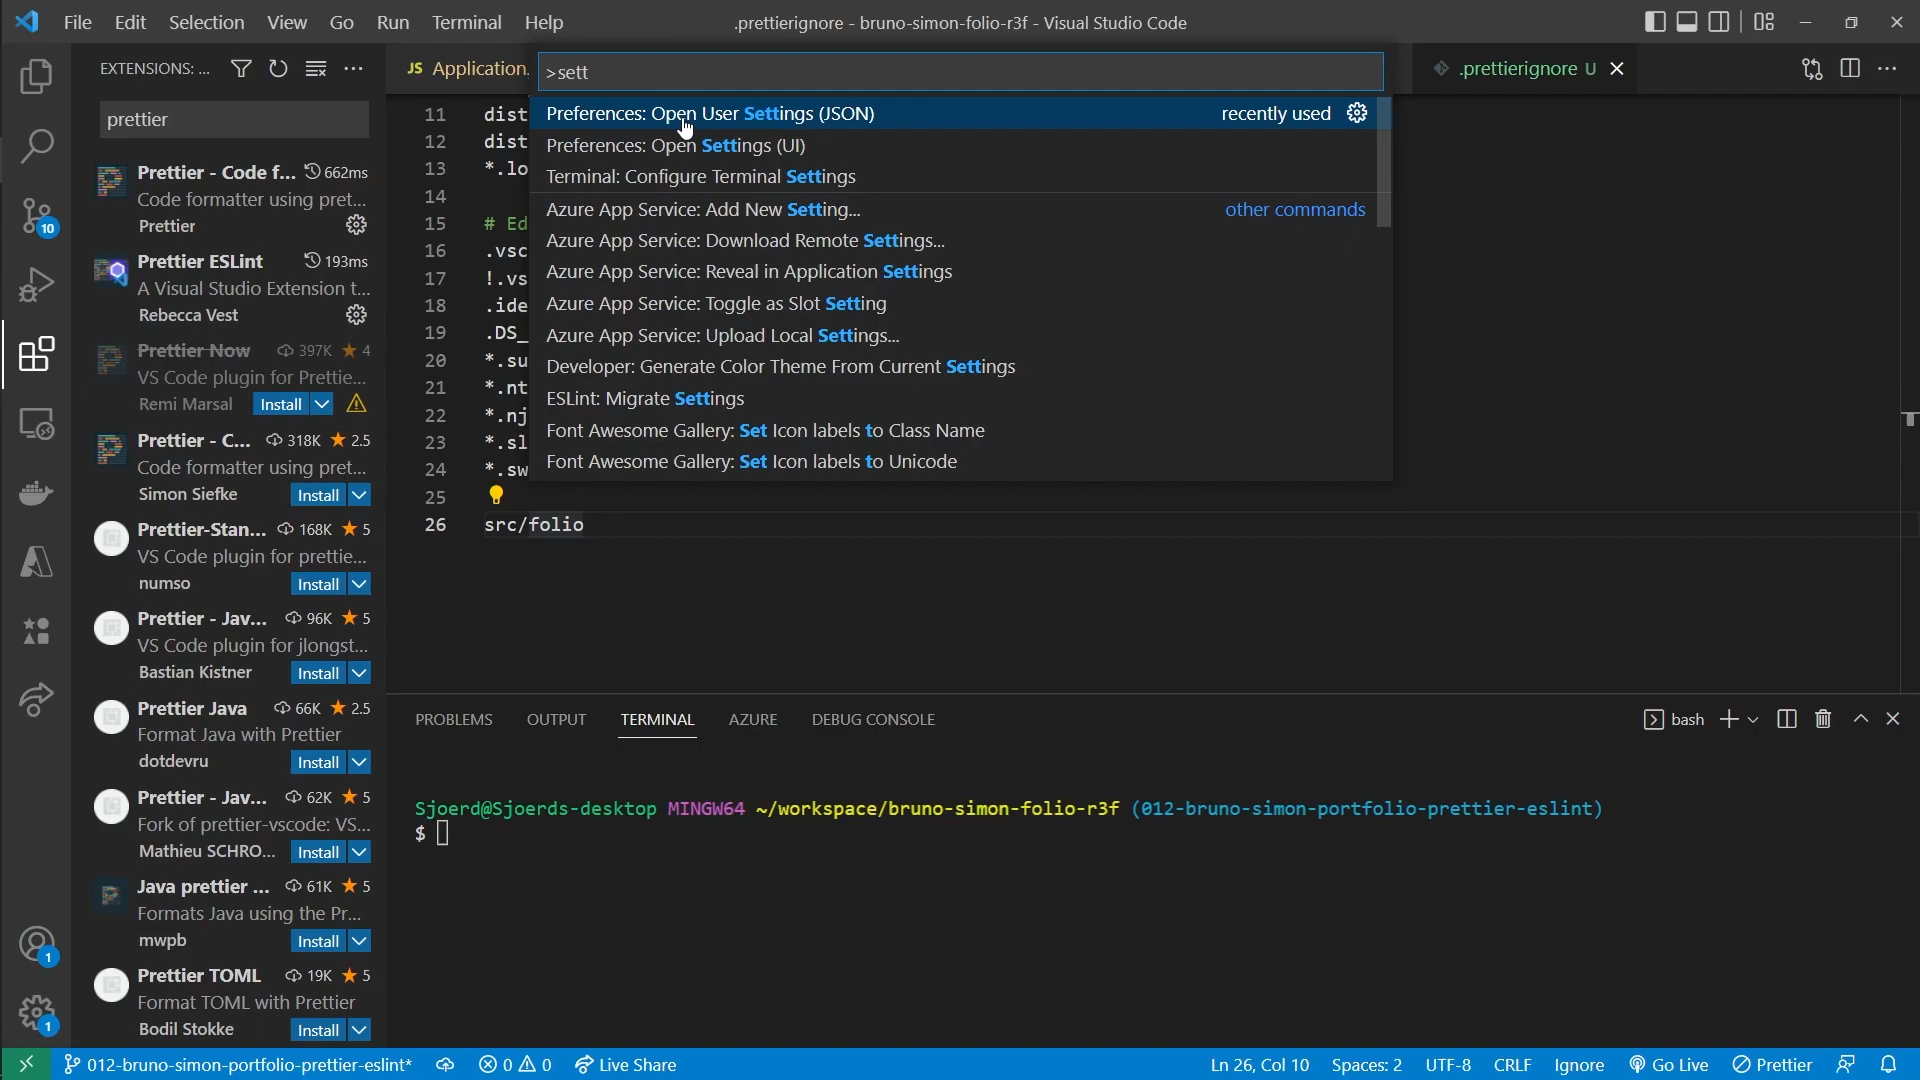 File Edit Selection View Go Run Terminal Help
.prettierignore - bruno-simon-folio-r3f - Visual Studio Code
EXTENSIONS: ...
prettier
Prettier - Code f... 662ms
Code formatter using pret...
Prettier
Prettier ESLint 193ms
A Visual Studio Extension t...
Rebecca Vest
Prettier Now 397K 4
VS Code plugin for Prettie...
Remi Marsal Install
Prettier - C... 318K 2.5
Code formatter using pret...
Simon Siefke Install
Prettier-Stan... 168K 5
VS Code plugin for prettie...
numso Install
Prettier - Jav... 96K 5
VS Code plugin for jlongst...
Bastian Kistner Install
Prettier Java 66K 2.5
Format Java with Prettier
dotdevru Install
Prettier - Jav... 62K 5
Fork of prettier-vscode: VS...
Mathieu SCHRO... Install
Java prettier ... 61K 5
Formats Java using the Pr...
mwpb Install
Prettier TOML 19K 5
Format TOML with Prettier
Bodil Stokke Install
10
1
1
JS Application.
.prettierignore U
>sett
Preferences: Open User Settings (JSON) recently used
Preferences: Open Settings (UI)
Terminal: Configure Terminal Settings
Azure App Service: Add New Setting... other commands
Azure App Service: Download Remote Settings...
Azure App Service: Reveal in Application Settings
Azure App Service: Toggle as Slot Setting
Azure App Service: Upload Local Settings...
Developer: Generate Color Theme From Current Settings
ESLint: Migrate Settings
Font Awesome Gallery: Set Icon labels to Class Name
Font Awesome Gallery: Set Icon labels to Unicode
11 dist
12 dist
13 *.lo
14
15 # Ed
16 .vsc
17 !.vs
18 .ide
19 .DS_
20 *.su
21 *.nt
22 *.nj
23 *.sl
24 *.sw
25
26 src/folio
PROBLEMS OUTPUT TERMINAL AZURE DEBUG CONSOLE
bash
Sjoerd@Sjoerds-desktop MINGW64 ~/workspace/bruno-simon-folio-r3f (012-bruno-simon-portfolio-prettier-eslint)
$
012-bruno-simon-portfolio-prettier-eslint* 0 0 Live Share
Ln 26, Col 10 Spaces: 2 UTF-8 CRLF Ignore Go Live Prettier